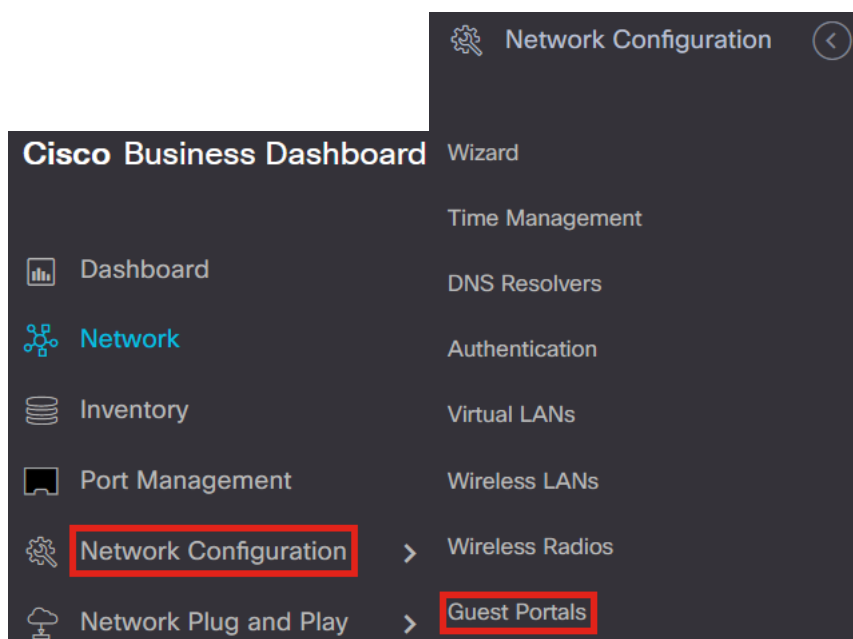 Cisco Business Dashboard
Dashboard
Network
Inventory
Port Management
Network Configuration
Network Plug and Play
Network Configuration
Wizard
Time Management
DNS Resolvers
Authentication
Virtual LANs
Wireless LANs
Wireless Radios
Guest Portals